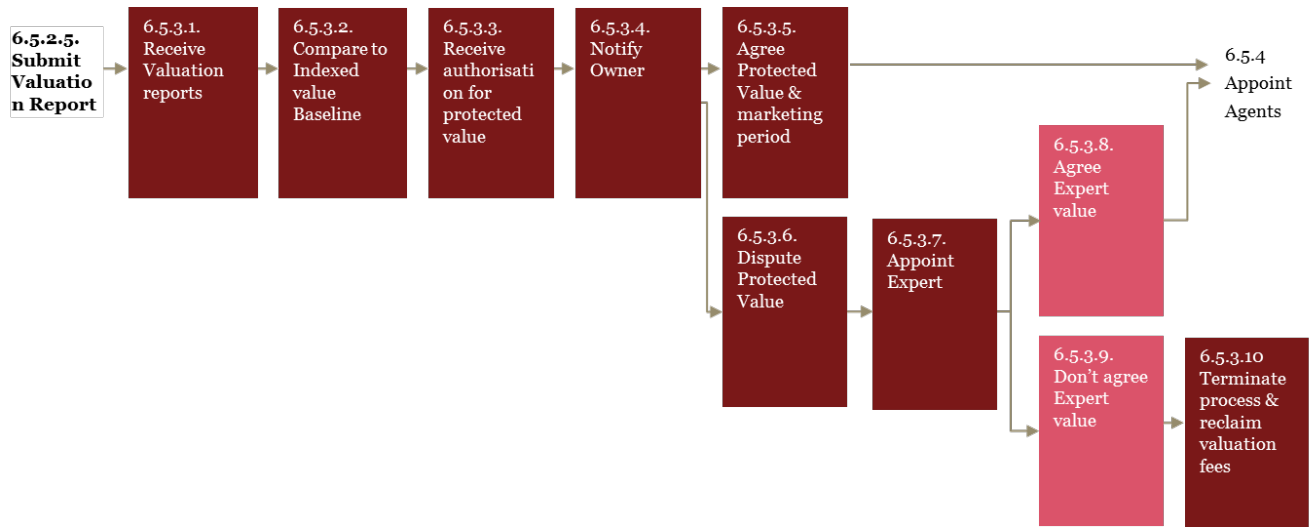 6.5.2.5.
Submit
Valuatio
n Report
6.5.3.1.
Receive
Valuation
reports
6.5.3.2.
Compare to
Indexed
value
Baseline
6.5.3.3.
Receive
authorisati
on for
protected
value
6.5.3.4.
Notify
Owner
6.5.3.5.
Agree
Protected
Value &
marketing
period
6.5.4
Appoint
Agents
6.5.3.6.
Dispute
Protected
Value
6.5.3.7.
Appoint
Expert
6.5.3.8.
Agree
Expert
value
6.5.3.9.
Don’t agree
Expert
value
6.5.3.10
Terminate
process &
reclaim
valuation
fees